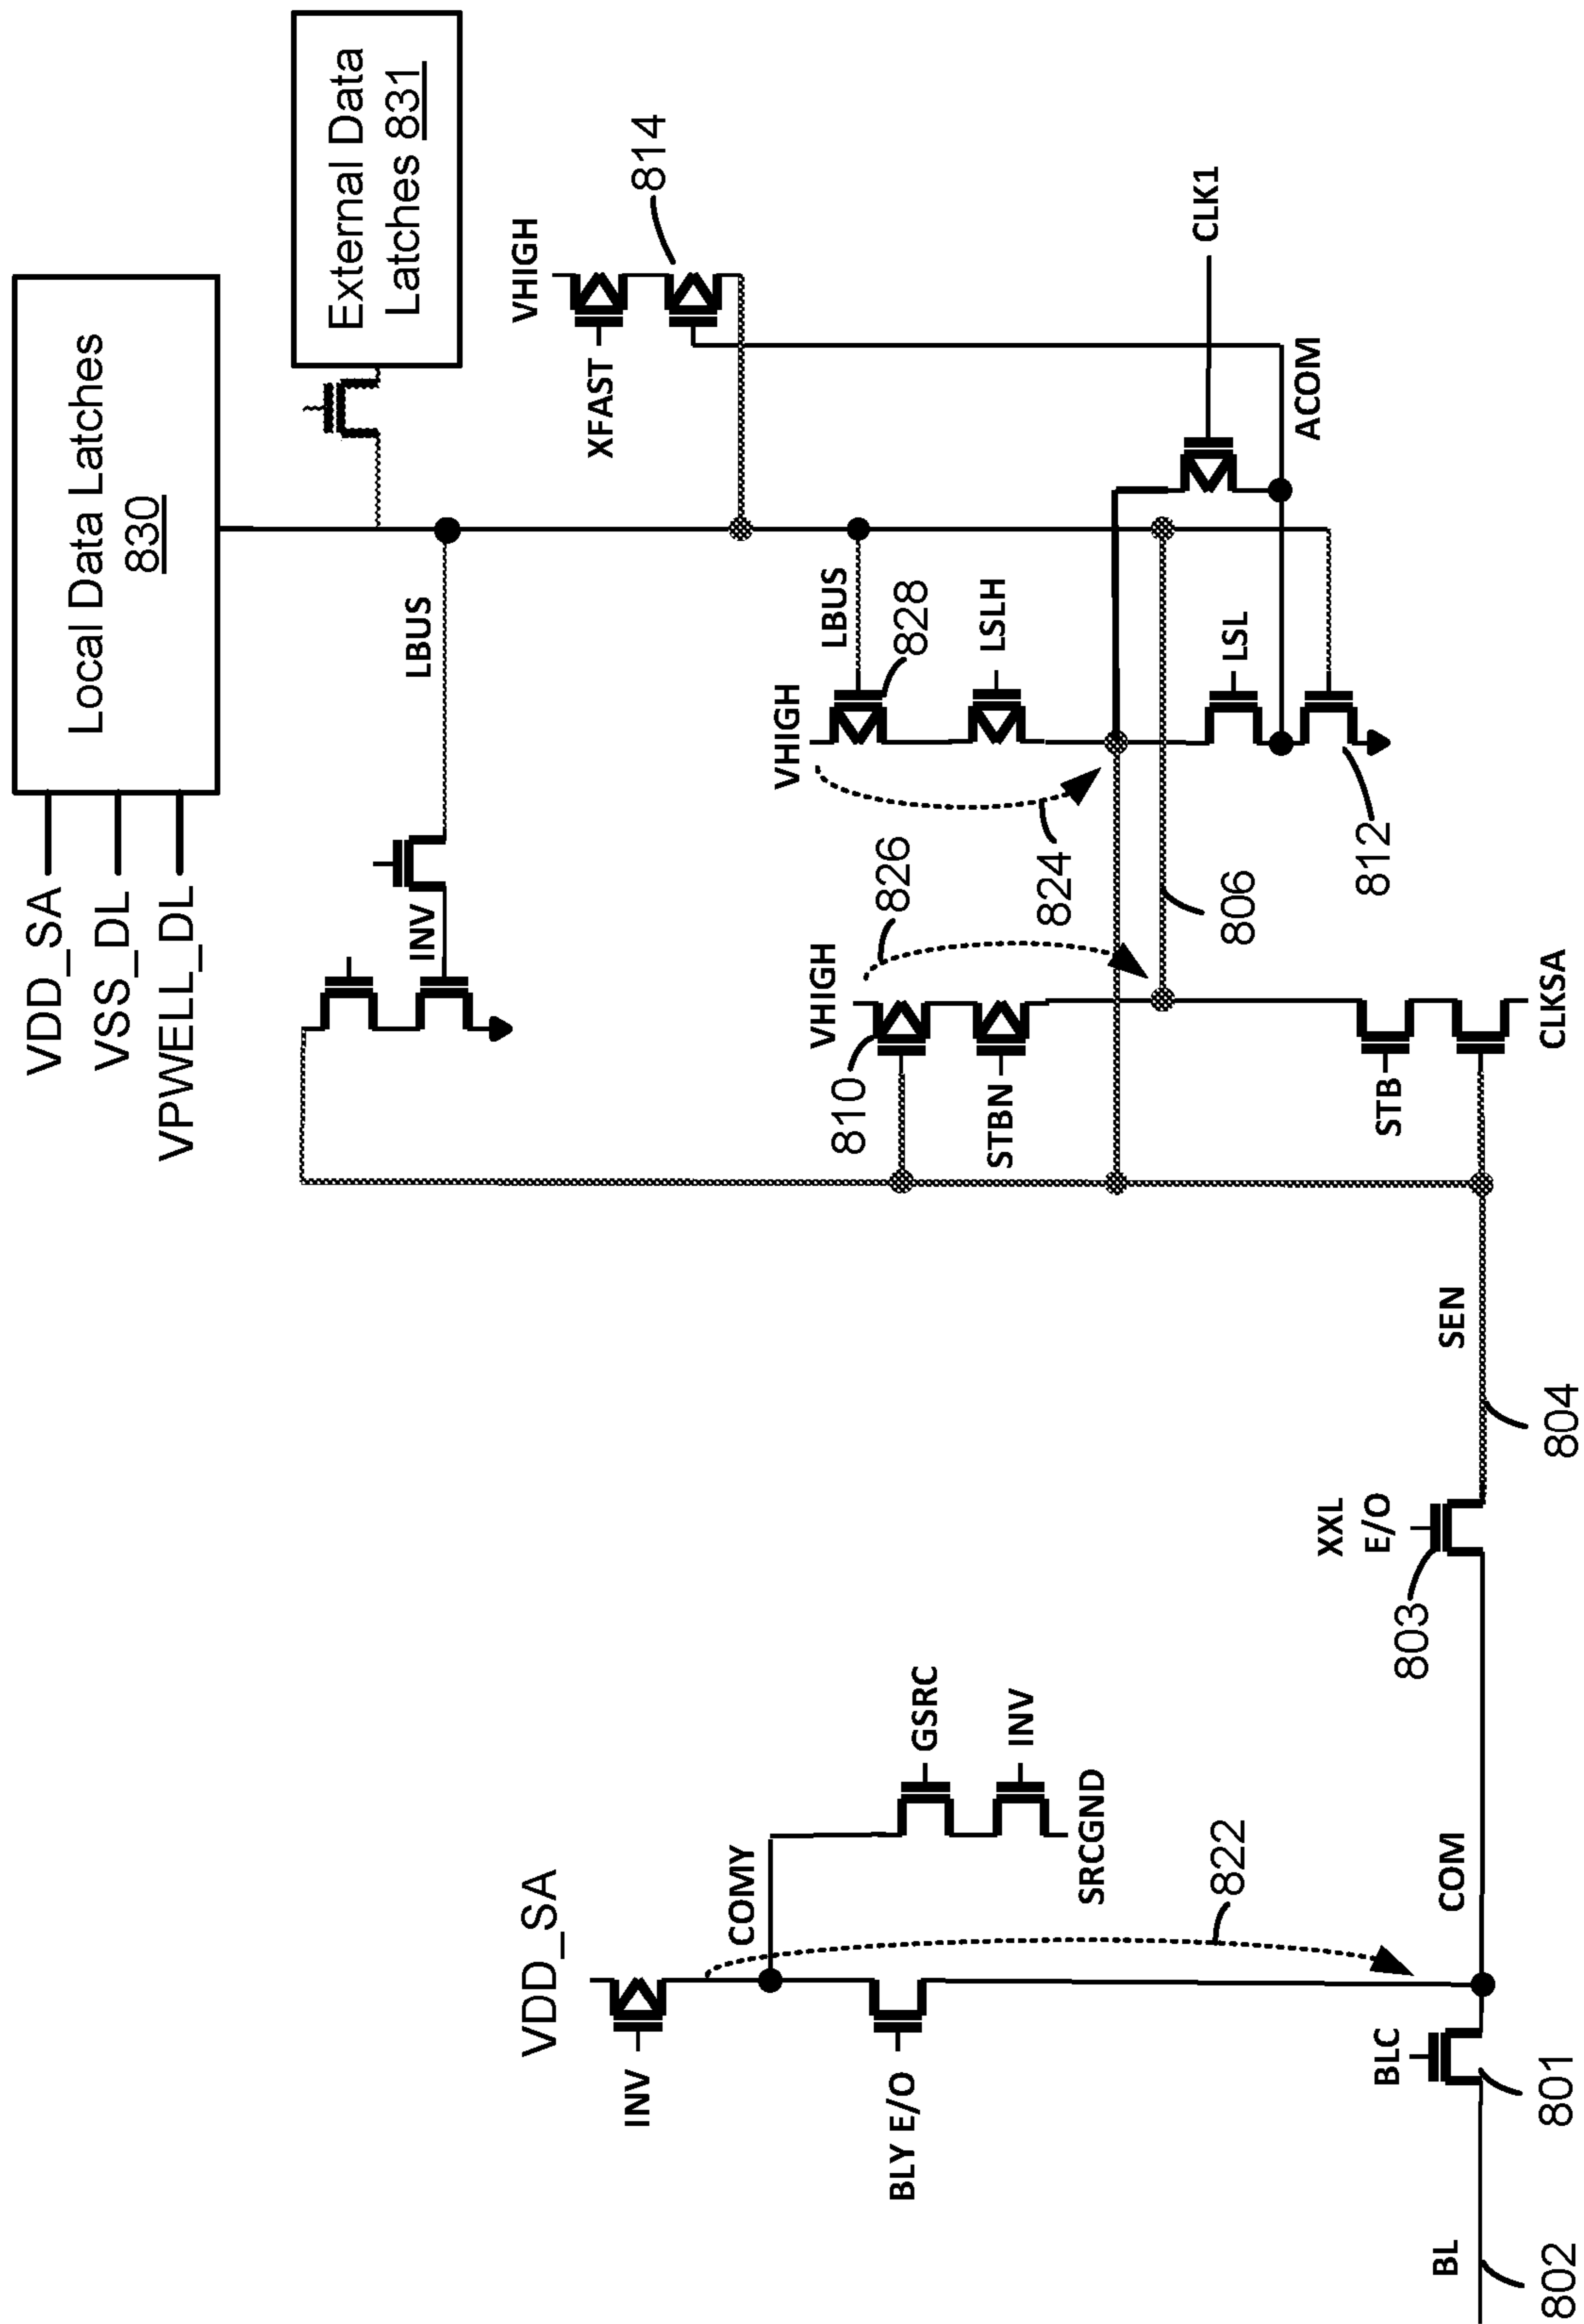 VDD_SA
VSS_DL
VPWELL_DL
Local Data Latches
830
External Data
Latches 831
LBUS
INV
VHIGH
XFAST
814
VHIGH
LBUS
828
LSLH
824
LSL
812
CLK1
ACOM
VHIGH
826
810
STBN
806
STB
CLKSA
SEN
804
XXL
E/O
803
VDD_SA
INV
COMY
GSRC
INV
SRCGND
822
BLY E/O
COM
BLC
801
BL
802